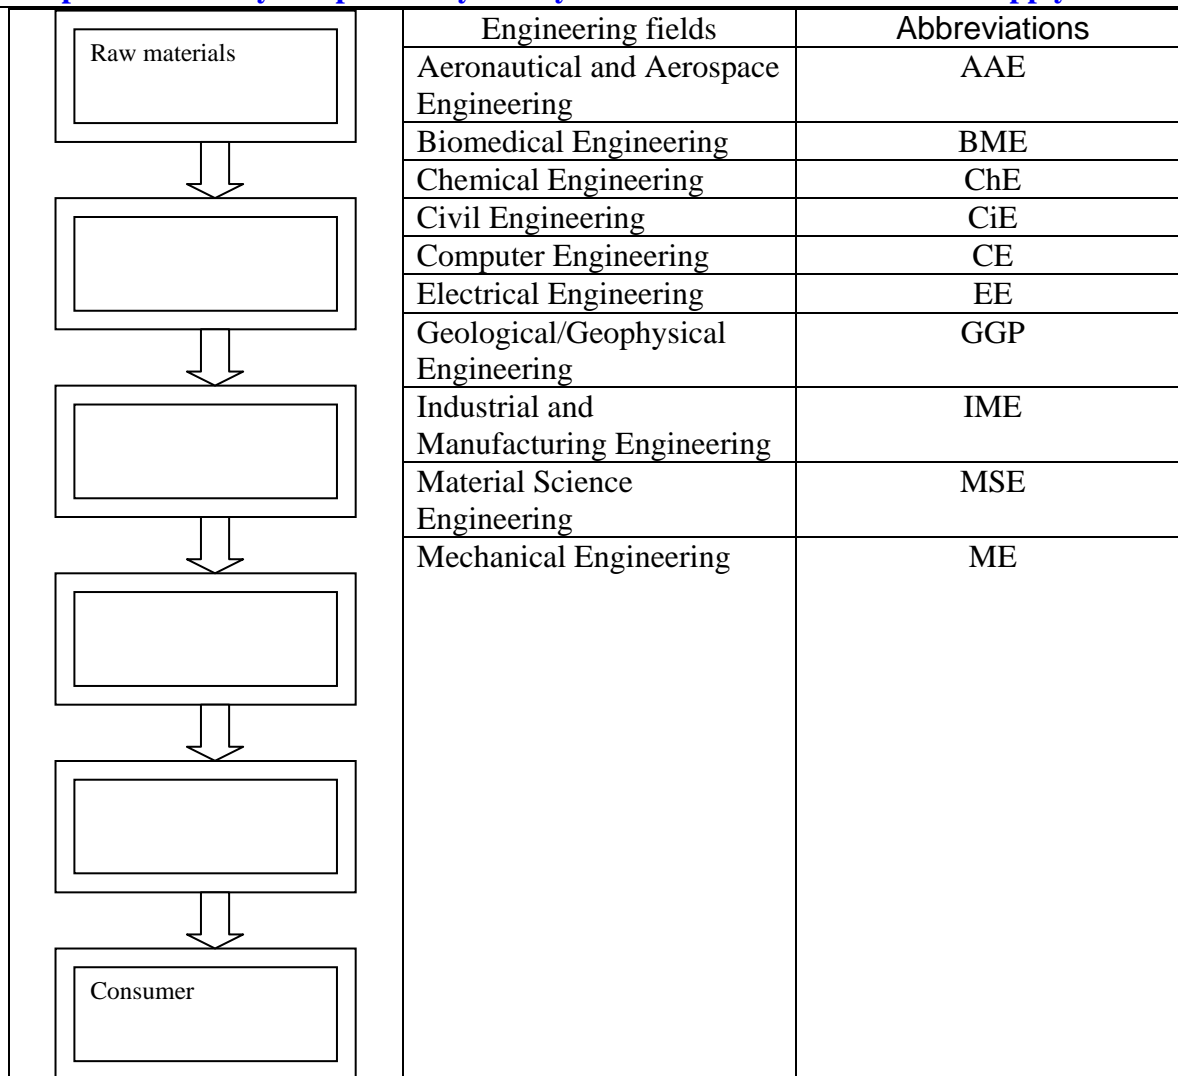 Raw materials
Consumer
Engineering fields Abbreviations
Aeronautical and Aerospace AAE
Engineering
Biomedical Engineering BME
Chemical Engineering ChE
Civil Engineering CiE
Computer Engineering CE
Electrical Engineering EE
Geological/Geophysical GGP
Engineering
Industrial and IME
Manufacturing Engineering
Material Science MSE
Engineering
Mechanical Engineering ME